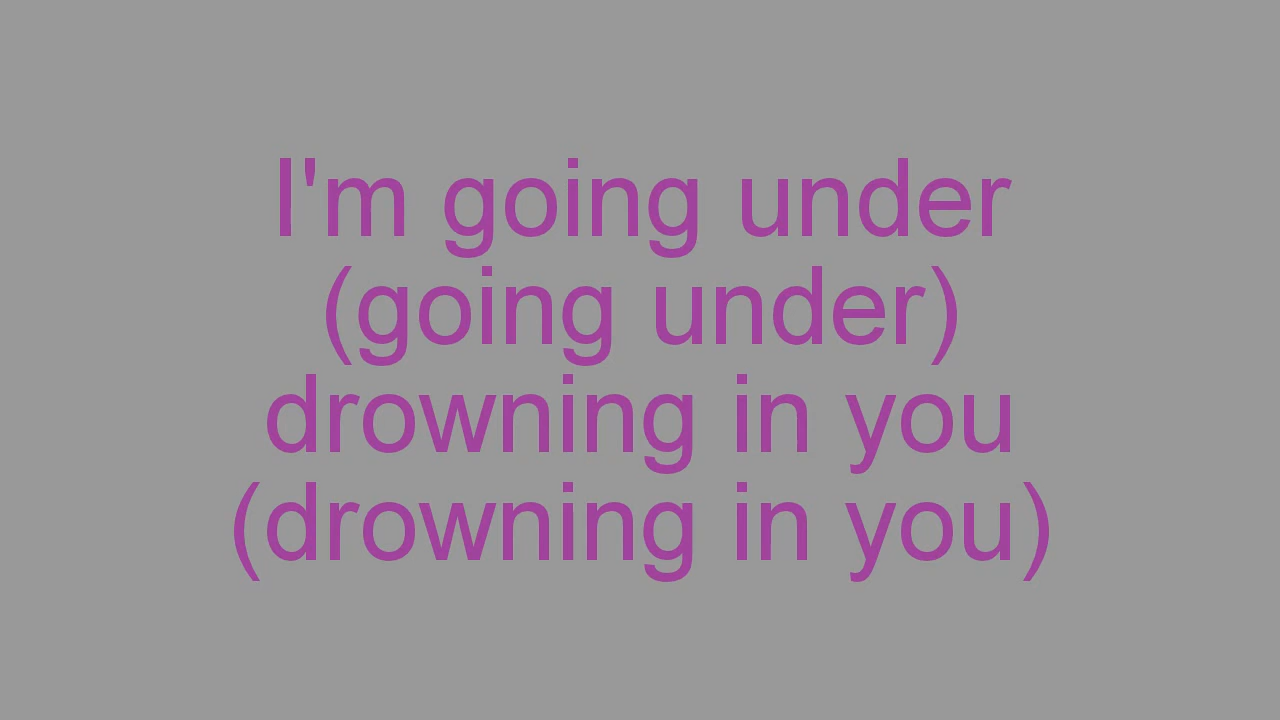 I'm going under
(going under)
drowning in you
(drowning in you)